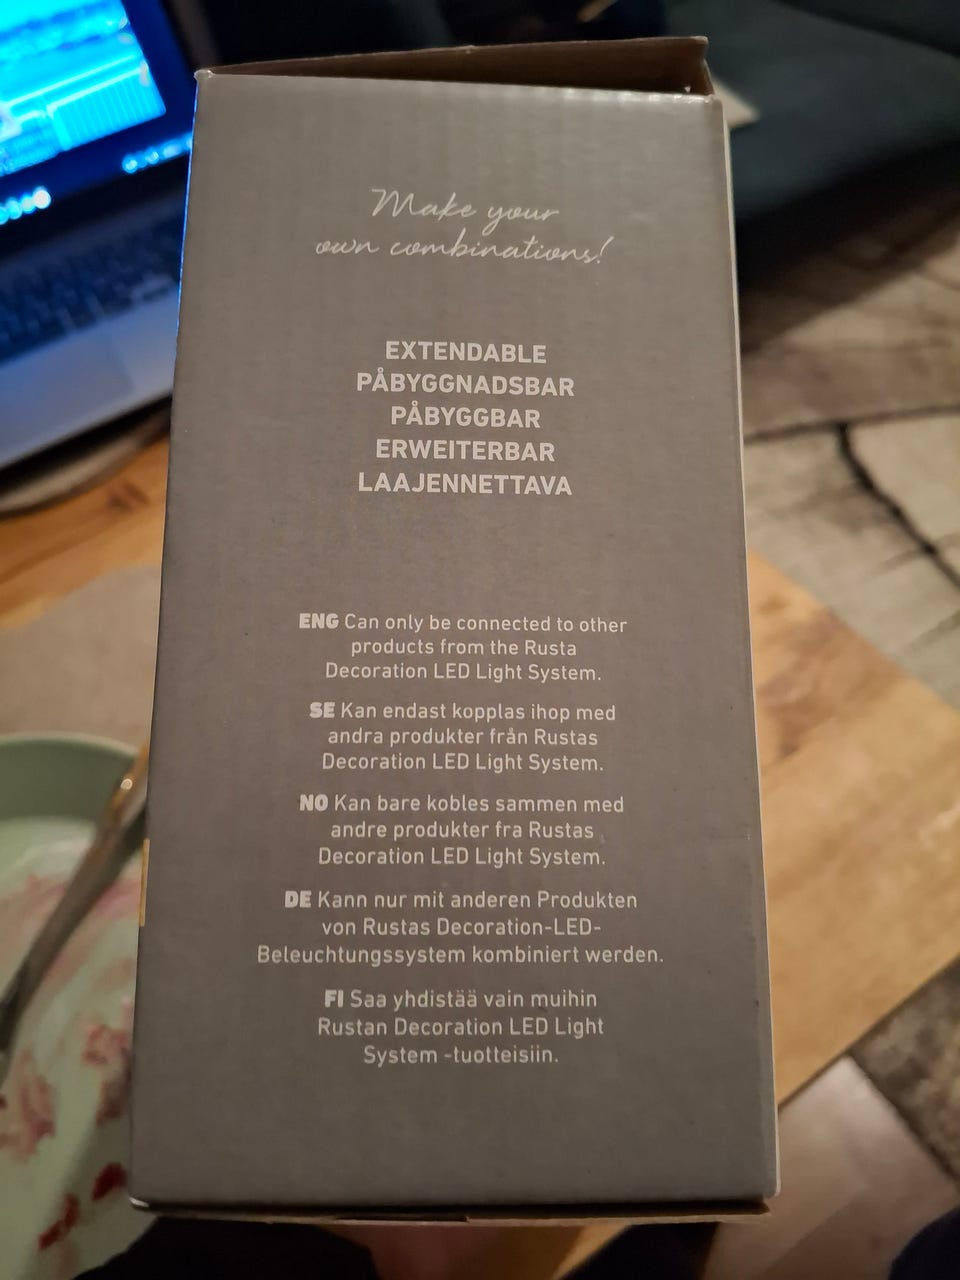 Make your
own combinations!
EXTENDABLE
PÅBYGGNADSBAR
PÅBYGGBAR
ERWEITERBAR
LAAJENNETTAVA
ENG Can only be connected to other
products from the Rusta
Decoration LED Light System.
SE Kan endast kopplas ihop med
andra produkter från Rustas
Decoration LED Light System.
NO Kan bare kobles sammen med
andre produkter fra Rustas
Decoration LED Light System.
DE Kann nur mit anderen Produkten
von Rustas Decoration-LED-
Beleuchtungssystem kombiniert werden.
FI Saa yhdistää vain muihin
Rustan Decoration LED Light
System -tuotteisiin.